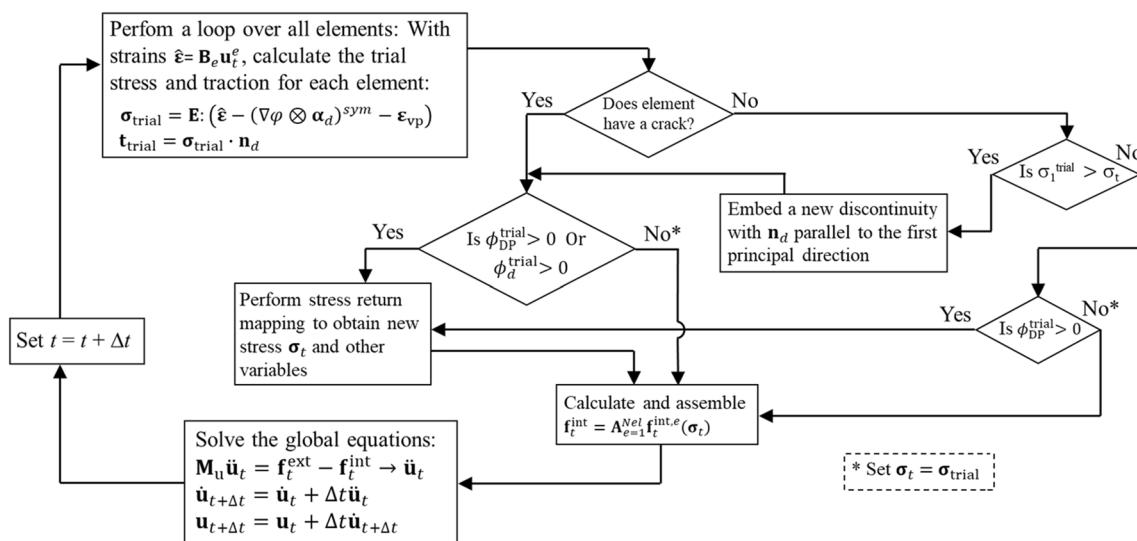 Perfom a loop over all elements: With
strains ε̂= B_e u_t^e, calculate the trial
stress and traction for each element:
σ_trial = E: (ε̂ − (∇φ ⊗ α_d)^sym − ε_vp)
t_trial = σ_trial · n_d
Does element
have a crack?
Yes
No
Is σ_1^trial > σ_t
Yes
No
Embed a new discontinuity
with n_d parallel to the first
principal direction
Is ϕ_DP^trial > 0 Or
ϕ_d^trial > 0
Yes
No*
Perform stress return
mapping to obtain new
stress σ_t and other
variables
Is ϕ_DP^trial > 0
Yes
No*
Set t = t + Δt
Calculate and assemble
f_t^int = A_{e=1}^{Nel} f_t^{int,e}(σ_t)
Solve the global equations:
M_u ü_t = f_t^ext − f_t^int → ü_t
u̇_{t+Δt} = u̇_t + Δt ü_t
u_{t+Δt} = u_t + Δt u̇_{t+Δt}
* Set σ_t = σ_trial